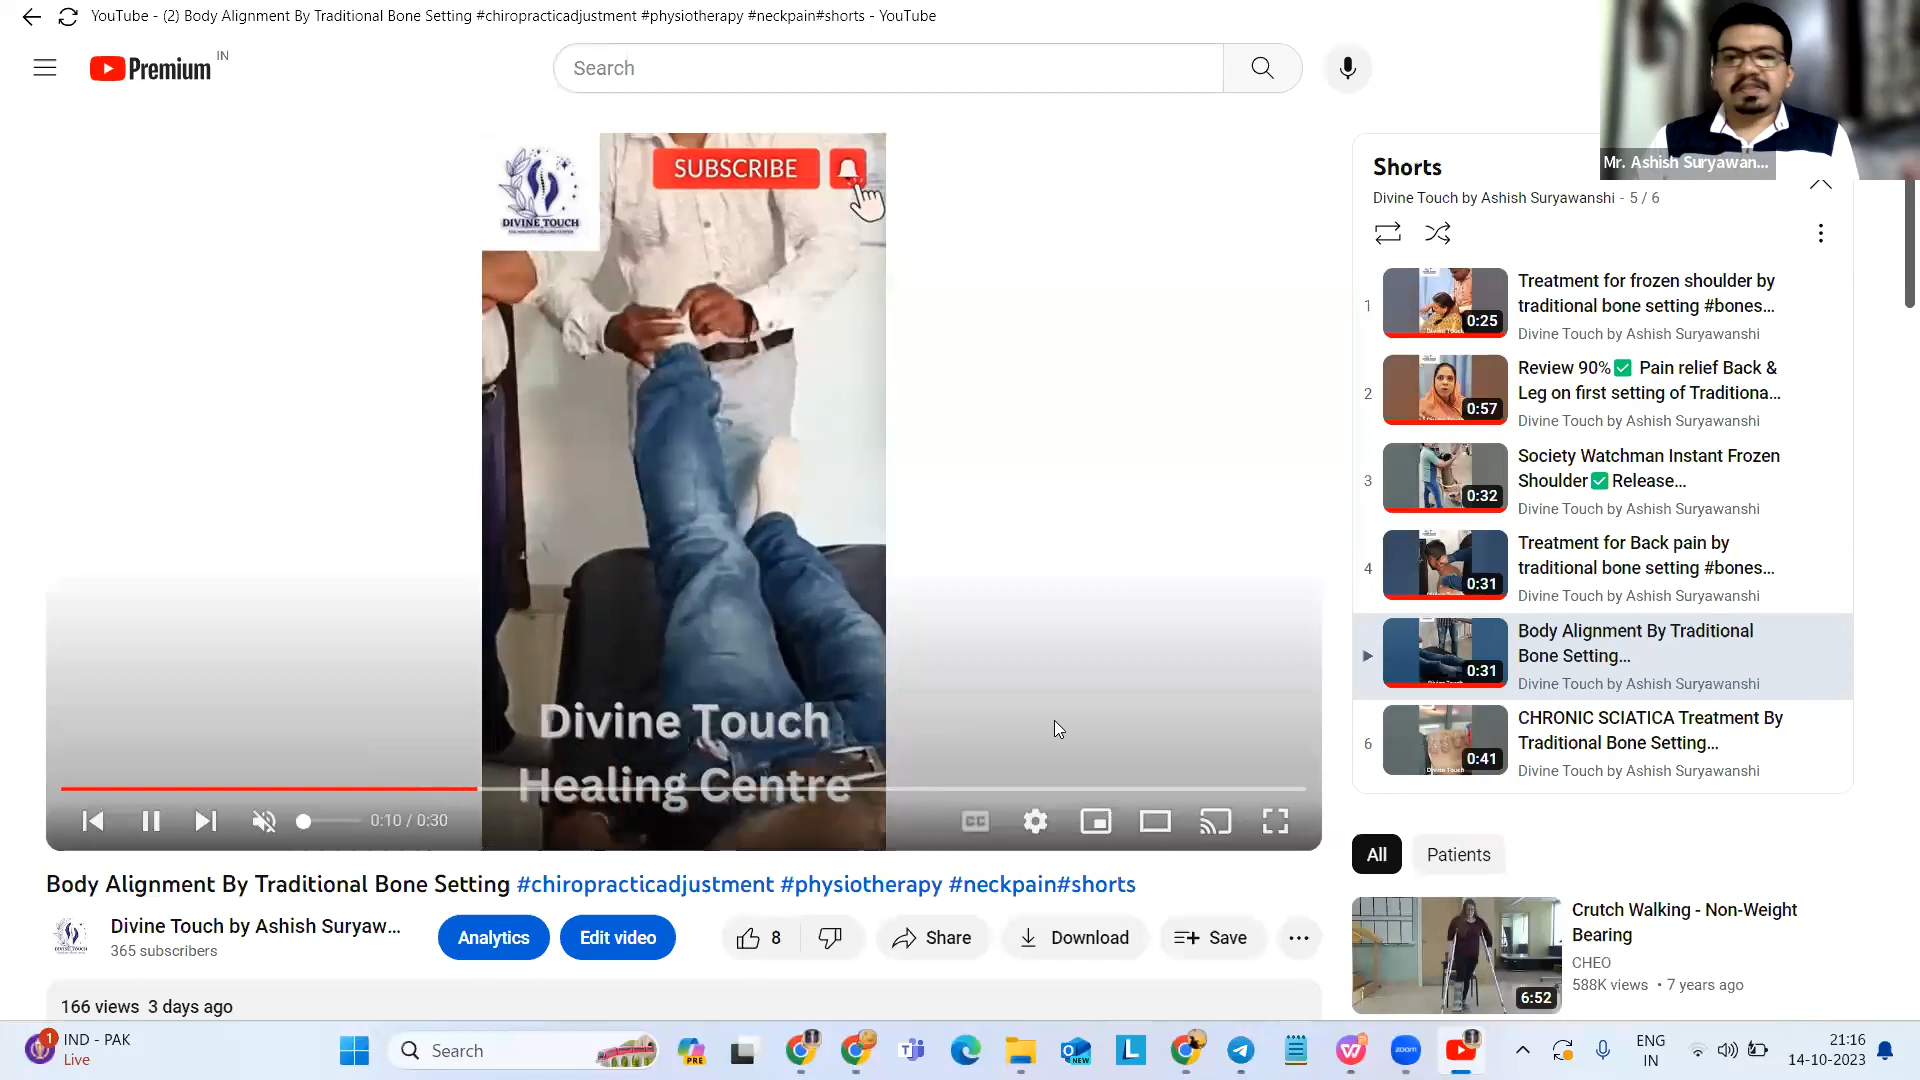 YouTube - (2) Body Alignment By Traditional Bone Setting #chiropracticadjustment #physiotherapy #neckpain#shorts - YouTube
Premium
IN
Search
Mr. Ashish Suryawan...
DIVINE TOUCH
SUBSCRIBE
Divine Touch
Healing Centre
0:10 / 0:30
CC
Body Alignment By Traditional Bone Setting #chiropracticadjustment #physiotherapy #neckpain#shorts
Divine Touch by Ashish Suryaw...
365 subscribers
Analytics
Edit video
8
Share
Download
Save
166 views 3 days ago
Shorts
Divine Touch by Ashish Suryawanshi - 5 / 6
1
0:25
Treatment for frozen shoulder by
traditional bone setting #bones...
Divine Touch by Ashish Suryawanshi
2
0:57
Review 90%✅ Pain relief Back &
Leg on first setting of Traditiona...
Divine Touch by Ashish Suryawanshi
3
0:32
Society Watchman Instant Frozen
Shoulder✅Release...
Divine Touch by Ashish Suryawanshi
4
0:31
Treatment for Back pain by
traditional bone setting #bones...
Divine Touch by Ashish Suryawanshi
0:31
Body Alignment By Traditional
Bone Setting...
Divine Touch by Ashish Suryawanshi
6
0:41
CHRONIC SCIATICA Treatment By
Traditional Bone Setting...
Divine Touch by Ashish Suryawanshi
All
Patients
6:52
Crutch Walking - Non-Weight
Bearing
CHEO
588K views • 7 years ago
1
IND - PAK
Live
Search
PRE
NEW
L
zoom
ENG
IN
21:16
14-10-2023